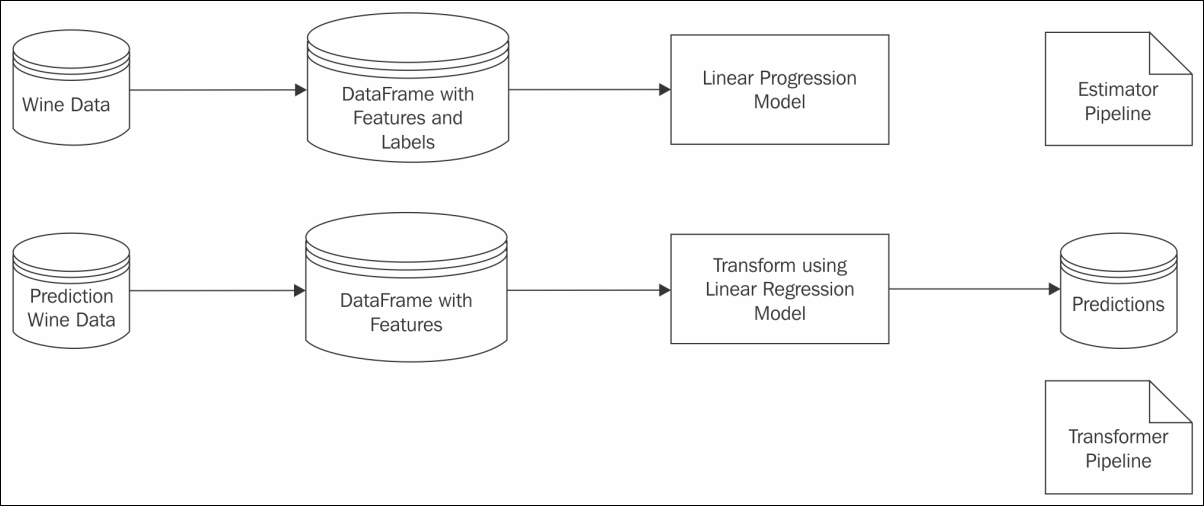 Wine Data
DataFrame with
Features and
Labels
Linear Progression
Model
Estimator
Pipeline
Prediction
Wine Data
DataFrame with
Features
Transform using
Linear Regression
Model
Predictions
Transformer
Pipeline